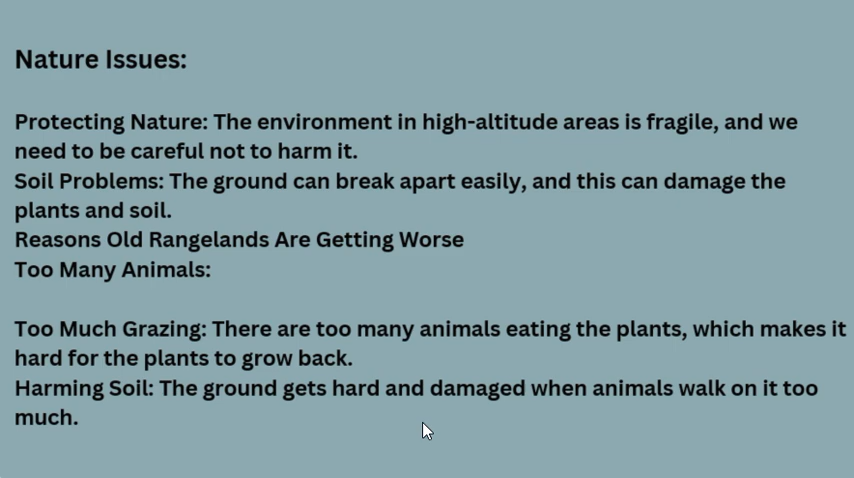 Nature Issues:
Protecting Nature: The environment in high-altitude areas is fragile, and we
need to be careful not to harm it.
Soil Problems: The ground can break apart easily, and this can damage the
plants and soil.
Reasons Old Rangelands Are Getting Worse
Too Many Animals:
Too Much Grazing: There are too many animals eating the plants, which makes it
hard for the plants to grow back.
Harming Soil: The ground gets hard and damaged when animals walk on it too
much.